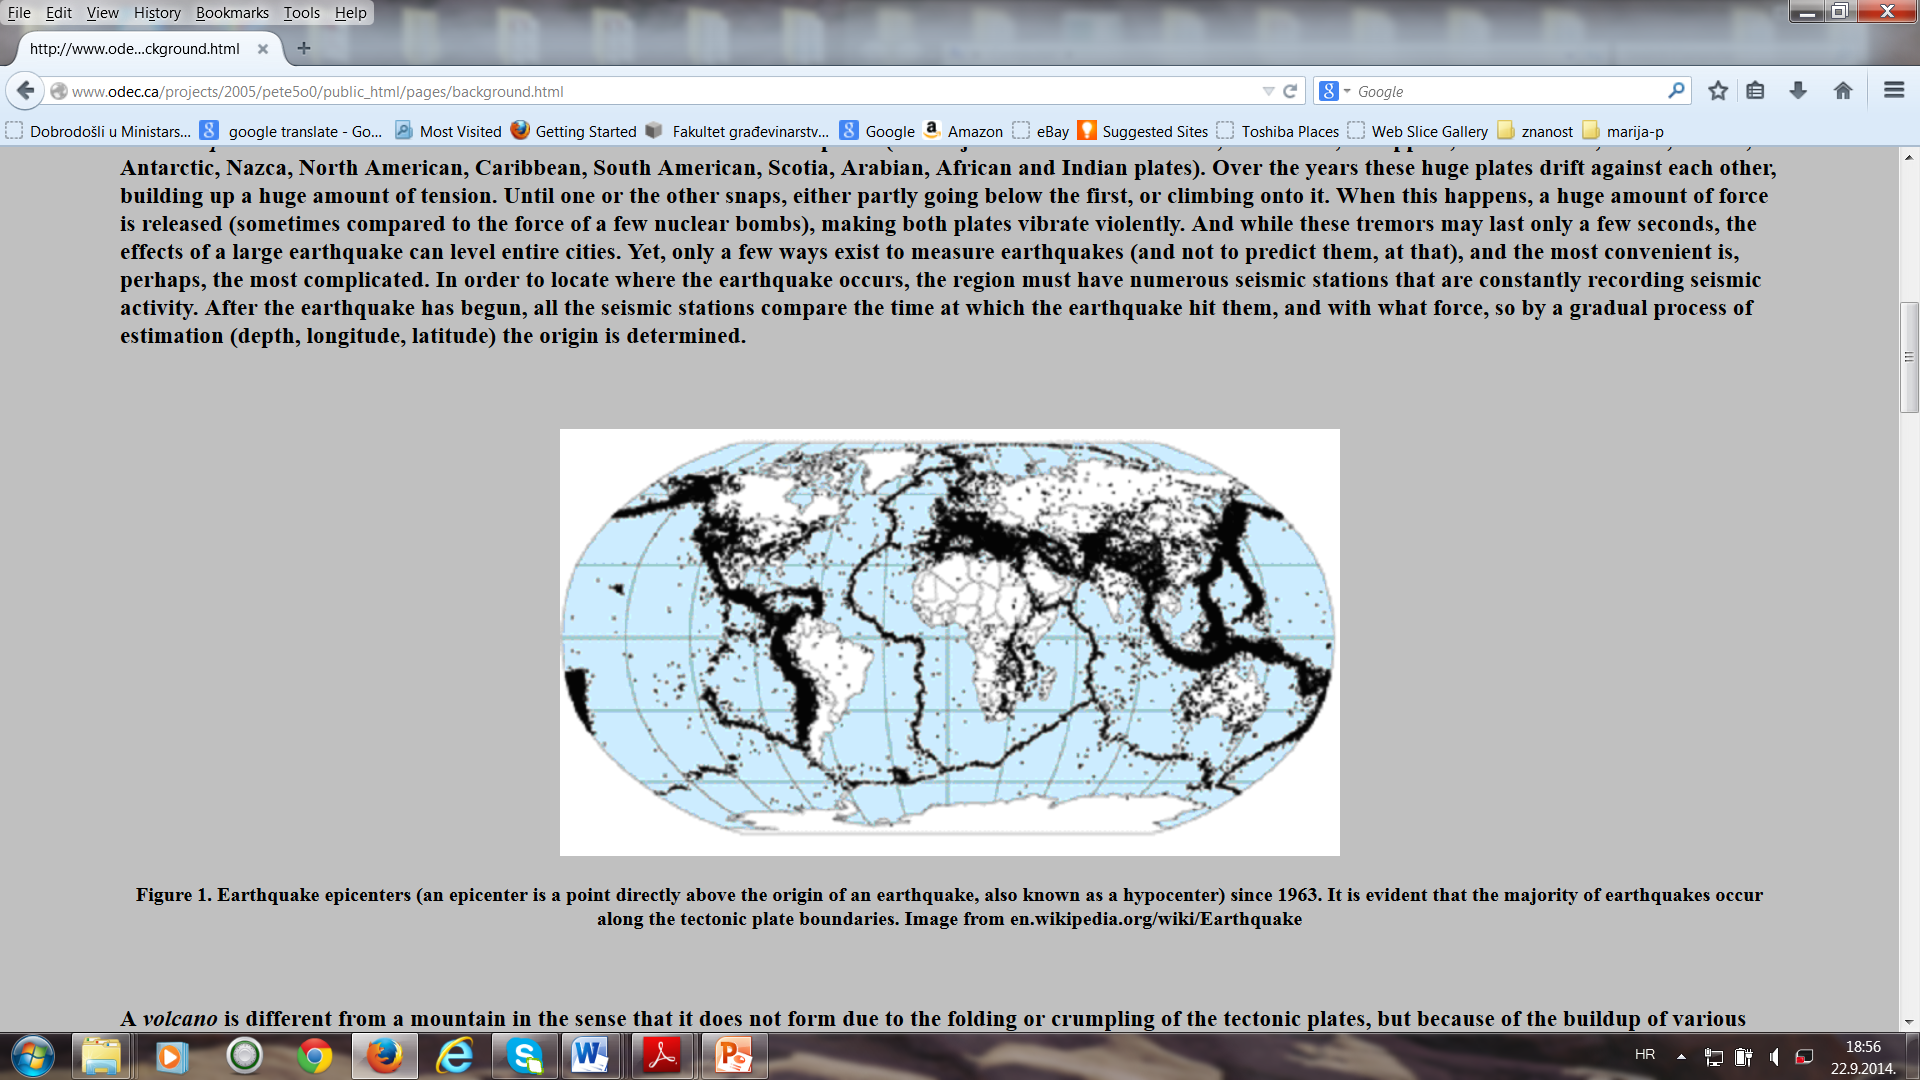 File Edit View History Bookmarks Tools Help
http://www.ode...ckground.html
www.odec.ca/projects/2005/pete5o0/public_html/pages/background.html
Google
Dobrodošli u Ministars... google translate - Go... Most Visited Getting Started Fakultet građevinarstv... Google Amazon eBay Suggested Sites Toshiba Places Web Slice Gallery znanost marija-p
Antarctic, Nazca, North American, Caribbean, South American, Scotia, Arabian, African and Indian plates). Over the years these huge plates drift against each other,
building up a huge amount of tension. Until one or the other snaps, either partly going below the first, or climbing onto it. When this happens, a huge amount of force
is released (sometimes compared to the force of a few nuclear bombs), making both plates vibrate violently. And while these tremors may last only a few seconds, the
effects of a large earthquake can level entire cities. Yet, only a few ways exist to measure earthquakes (and not to predict them, at that), and the most convenient is,
perhaps, the most complicated. In order to locate where the earthquake occurs, the region must have numerous seismic stations that are constantly recording seismic
activity. After the earthquake has begun, all the seismic stations compare the time at which the earthquake hit them, and with what force, so by a gradual process of
estimation (depth, longitude, latitude) the origin is determined.
Figure 1. Earthquake epicenters (an epicenter is a point directly above the origin of an earthquake, also known as a hypocenter) since 1963. It is evident that the majority of earthquakes occur
along the tectonic plate boundaries. Image from en.wikipedia.org/wiki/Earthquake
A volcano is different from a mountain in the sense that it does not form due to the folding or crumpling of the tectonic plates, but because of the buildup of various
HR
18:56
22.9.2014.